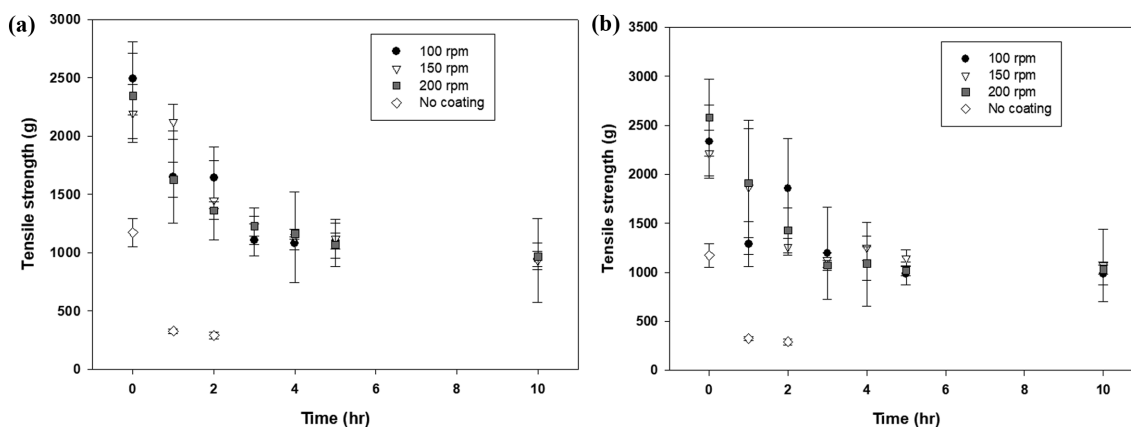 (a)
3000
2500
2000
1500
1000
500
0
Tensile strength (g)
100 rpm
150 rpm
200 rpm
No coating
0 2 4 6 8 10
Time (hr)
(b)
3500
3000
2500
2000
1500
1000
500
0
Tensile strength (g)
100 rpm
150 rpm
200 rpm
No coating
0 2 4 6 8 10
Time (hr)